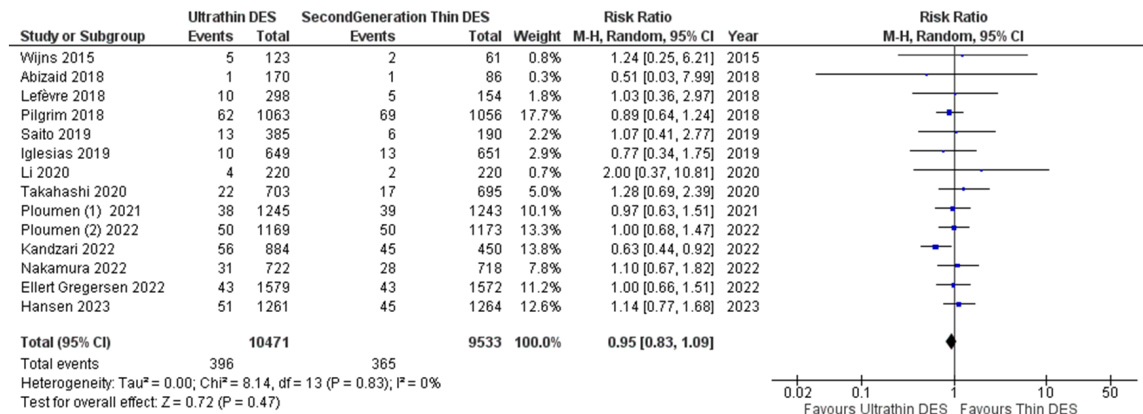 Ultrathin DES SecondGeneration Thin DES Risk Ratio Risk Ratio
Study or Subgroup Events Total Events Total Weight M-H, Random, 95% CI Year M-H, Random, 95% CI
Wijns 2015 5 123 2 61 0.8% 1.24 [0.25, 6.21] 2015
Abizaid 2018 1 170 1 86 0.3% 0.51 [0.03, 7.99] 2018
Lefèvre 2018 10 298 5 154 1.8% 1.03 [0.36, 2.97] 2018
Pilgrim 2018 62 1063 69 1056 17.7% 0.89 [0.64, 1.24] 2018
Saito 2019 13 385 6 190 2.2% 1.07 [0.41, 2.77] 2019
Iglesias 2019 10 649 13 651 2.9% 0.77 [0.34, 1.75] 2019
Li 2020 4 220 2 220 0.7% 2.00 [0.37, 10.81] 2020
Takahashi 2020 22 703 17 695 5.0% 1.28 [0.69, 2.39] 2020
Ploumen (1) 2021 38 1245 39 1243 10.1% 0.97 [0.63, 1.51] 2021
Ploumen (2) 2022 50 1169 50 1173 13.3% 1.00 [0.68, 1.47] 2022
Kandzari 2022 56 884 45 450 13.8% 0.63 [0.44, 0.92] 2022
Nakamura 2022 31 722 28 718 7.8% 1.10 [0.67, 1.82] 2022
Ellert Gregersen 2022 43 1579 43 1572 11.2% 1.00 [0.66, 1.51] 2022
Hansen 2023 51 1261 45 1264 12.6% 1.14 [0.77, 1.68] 2023
Total (95% CI) 10471 9533 100.0% 0.95 [0.83, 1.09]
Total events 396 365
Heterogeneity: Tau² = 0.00; Chi² = 8.14, df = 13 (P = 0.83); I² = 0%
Test for overall effect: Z = 0.72 (P = 0.47)
0.02 0.1 1 10 50
Favours Ultrathin DES Favours Thin DES